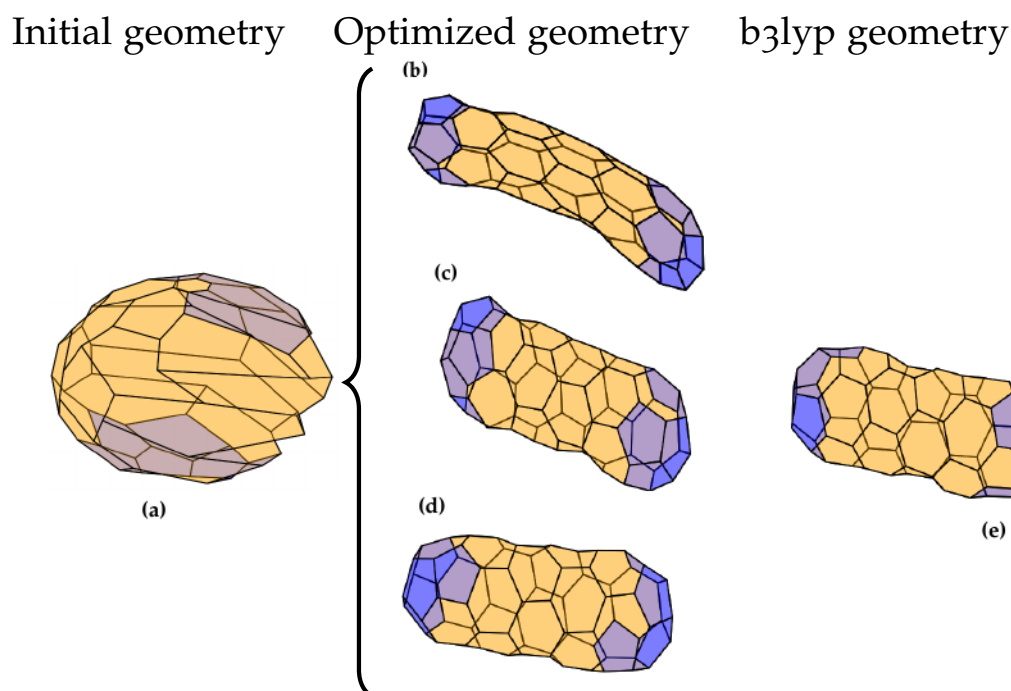 Initial geometry Optimized geometry b3lyp geometry
(b)
(c)
(a)
(d)
(e)